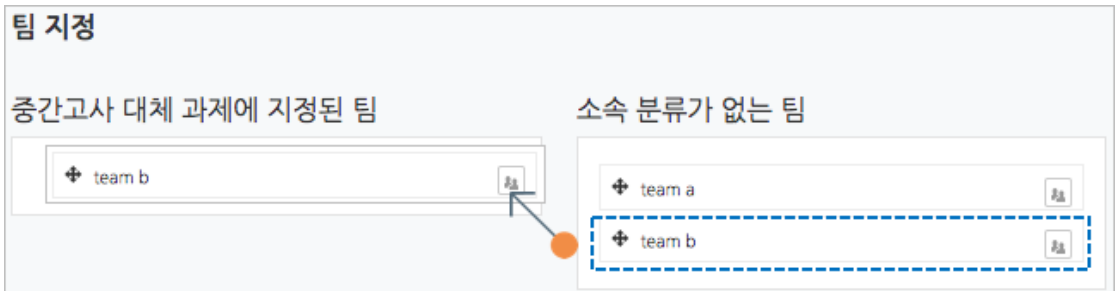 팀 지정
중간고사 대체 과제에 지정된 팀
team b
소속 분류가 없는 팀
team a
team b